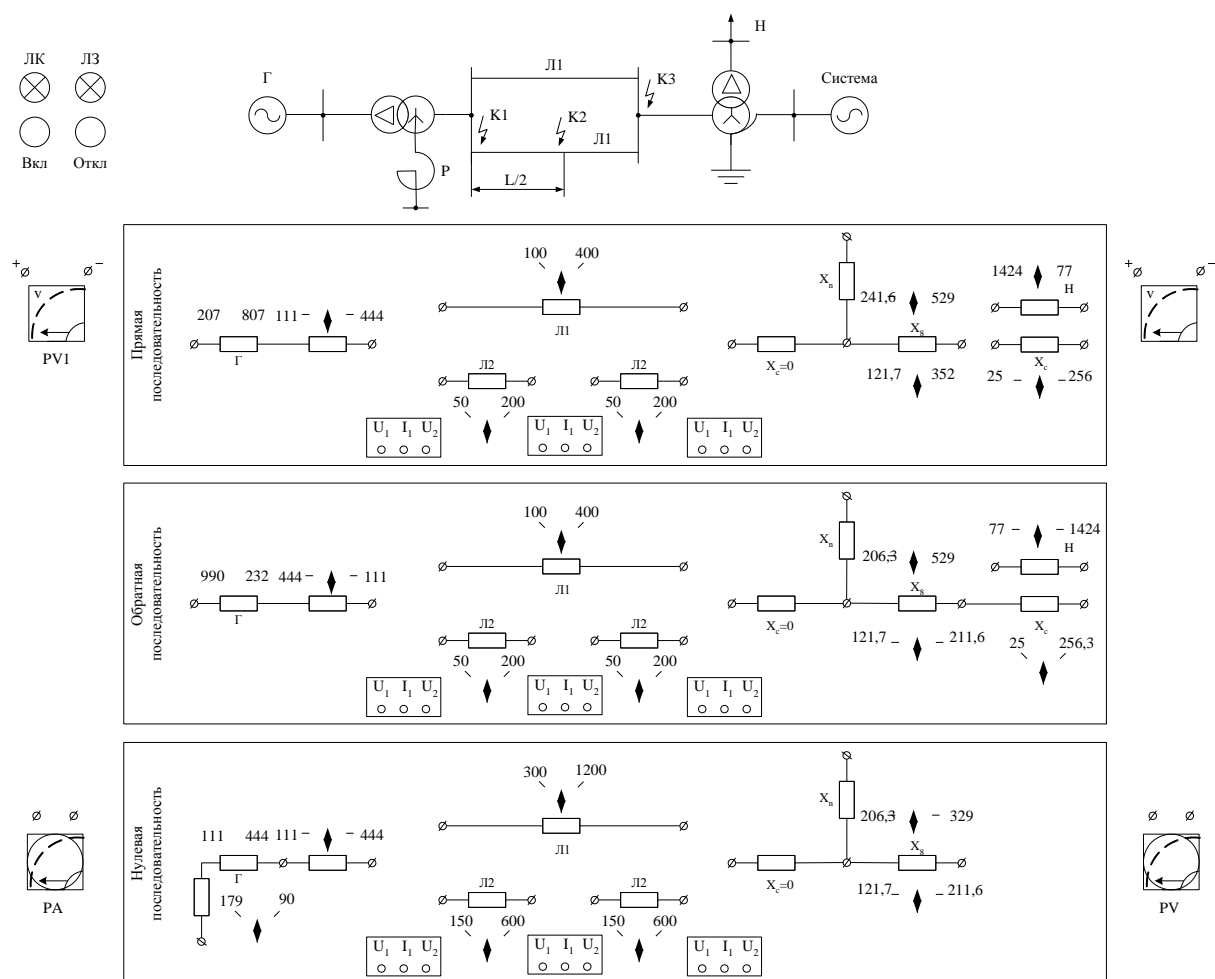 Н
ЛК ЛЗ Г Л1 К3 Система
К1 К2
Л1
Вкл Откл Р
L/2
Прямая
последовательность
100 400
+ −
v
PV1
207 807 111 444
Г
Л1
Л2 Л2
50 200 50 200
U1 I1 U2 U1 I1 U2 U1 I1 U2
Xп 241,6 529
X8
Xс=0
121,7 352
1424 77
Н
Xс
25 256
+ −
v
Обратная
последовательность
100 400
990 232 444 111
Г
Л1
Л2 Л2
50 200 50 200
U1 I1 U2 U1 I1 U2 U1 I1 U2
Xп 206,3 529
X8
Xс=0
121,7 211,6
77 1424
Н
Xс
25 256,3
Нулевая
последовательность
300 1200
111 444 111 444
Г
179 90
Л1
Л2 Л2
150 600 150 600
U1 I1 U2 U1 I1 U2 U1 I1 U2
Xп 206,3 329
X8
Xс=0
121,7 211,6
PA
PV